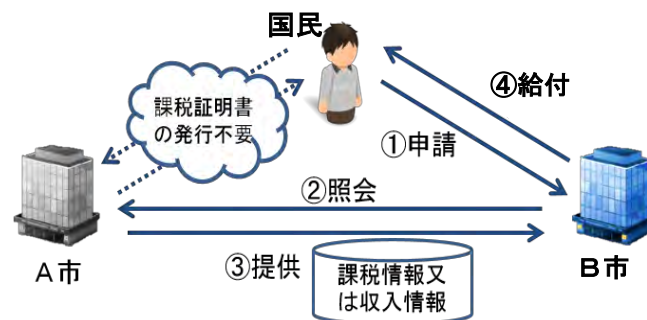 国民
課税証明書
の発行不要
④給付
①申請
②照会
A市
③提供
課税情報又
は収入情報
B市